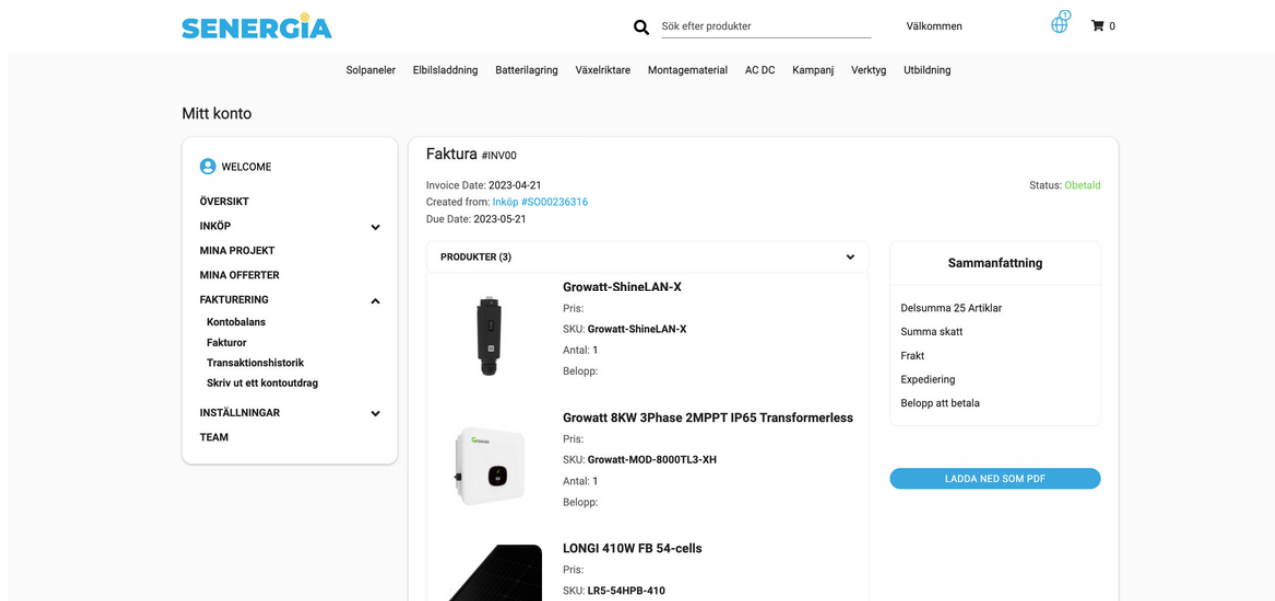 SENERGIA
Sök efter produkter
Välkommen
1
0
Solpaneler Elbilsladdning Batterilagring Växelriktare Montagematerial AC DC Kampanj Verktyg Utbildning
Mitt konto
WELCOME
ÖVERSIKT
INKÖP
MINA PROJEKT
MINA OFFERTER
FAKTURERING
Kontobalans
Fakturor
Transaktionshistorik
Skriv ut ett kontoutdrag
INSTÄLLNINGAR
TEAM
Faktura #INV00
Invoice Date: 2023-04-21
Created from: Inköp #SO00236316
Due Date: 2023-05-21
Status: Obetald
PRODUKTER (3)
Growatt-ShineLAN-X
Pris:
SKU: Growatt-ShineLAN-X
Antal: 1
Belopp:
Growatt
Growatt 8KW 3Phase 2MPPT IP65 Transformerless
Pris:
SKU: Growatt-MOD-8000TL3-XH
Antal: 1
Belopp:
LONGI 410W FB 54-cells
Pris:
SKU: LR5-54HPB-410
Sammanfattning
Delsumma 25 Artiklar
Summa skatt
Frakt
Expediering
Belopp att betala
LADDA NED SOM PDF